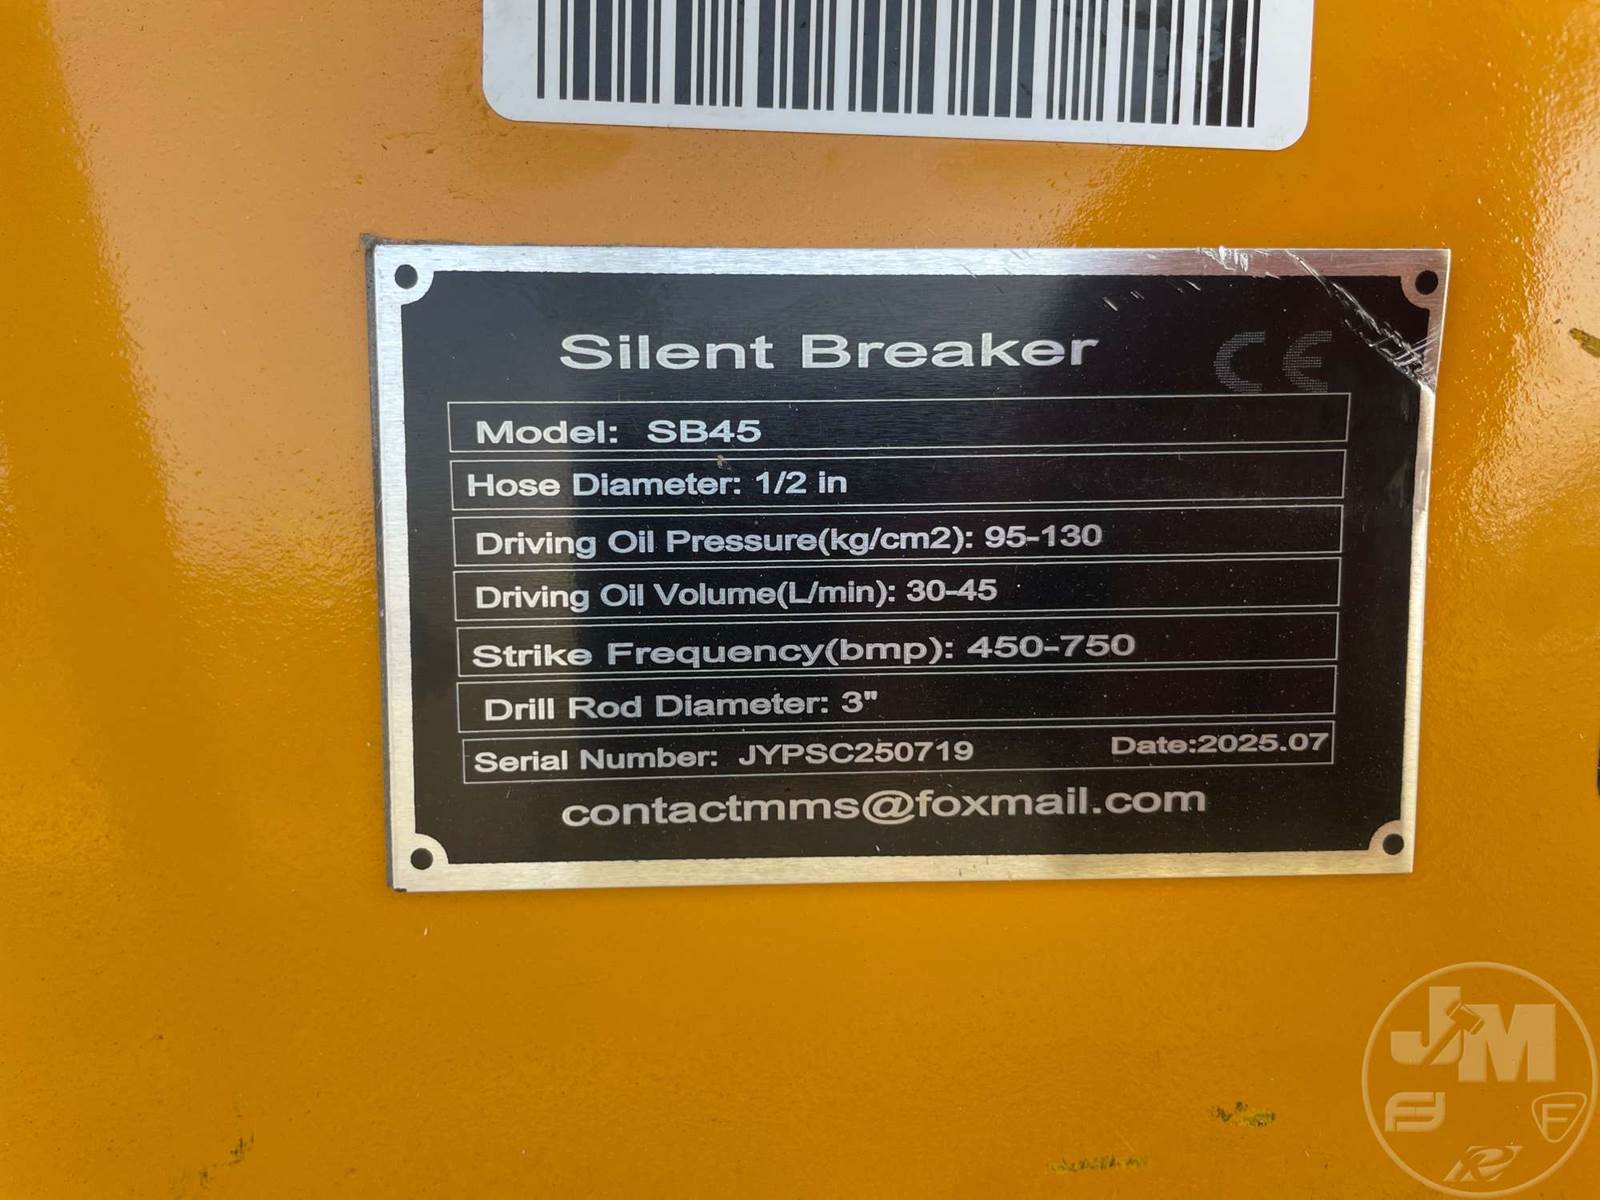 Silent Breaker
CE
Model: SB45
Hose Diameter: 1/2 in
Driving Oil Pressure(kg/cm2): 95-130
Driving Oil Volume(L/min): 30-45
Strike Frequency(bmp): 450-750
Drill Rod Diameter: 3"
Serial Number: JYPSC250719 Date:2025.07
contactmms@foxmail.com
JM